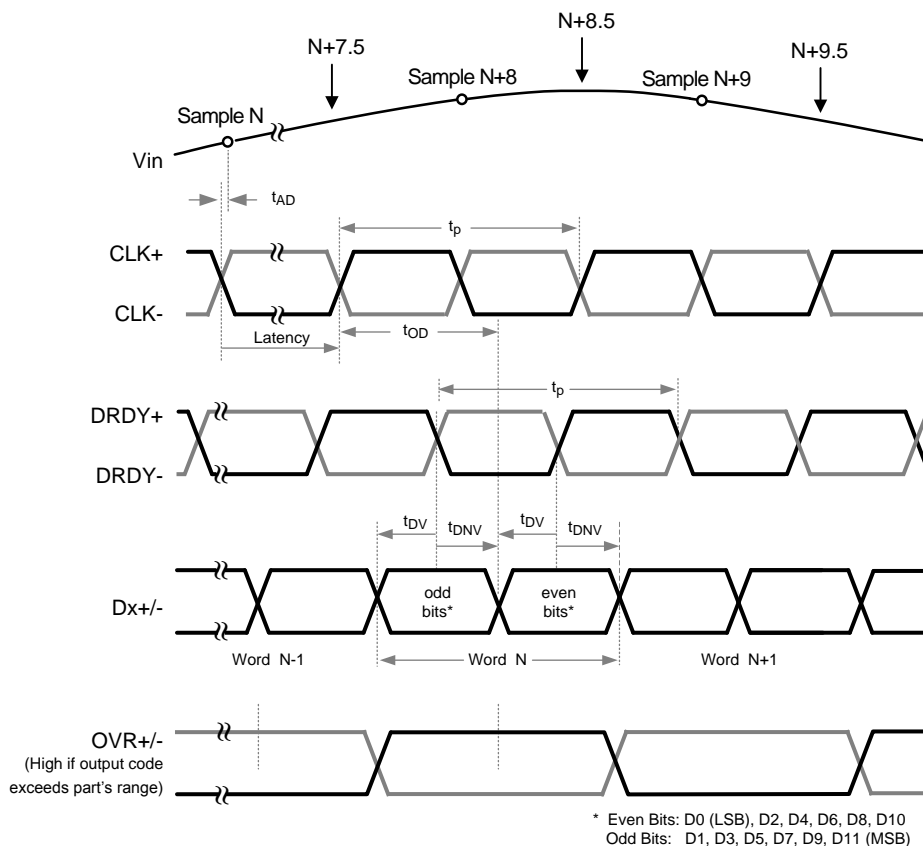 N+8.5
N+7.5
N+9.5
Sample N+8
Sample N+9
Sample N
Vin
tAD
tp
CLK+
CLK-
tOD
Latency
tp
DRDY+
DRDY-
tDV
tDNV
tDV
tDNV
odd
bits*
even
bits*
Dx+/-
Word N-1
Word N
Word N+1
OVR+/-
(High if output code
exceeds part's range)
* Even Bits: D0 (LSB), D2, D4, D6, D8, D10
Odd Bits: D1, D3, D5, D7, D9, D11 (MSB)